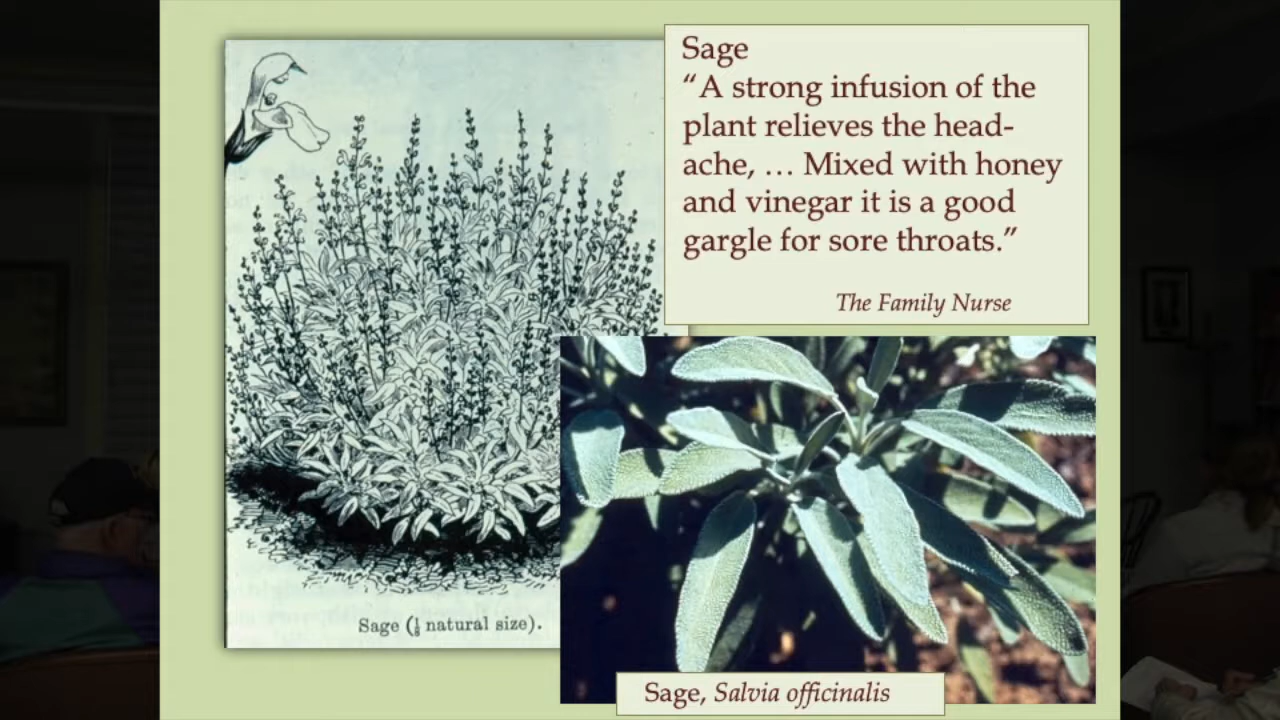 Sage
“A strong infusion of the
plant relieves the head-
ache, … Mixed with honey
and vinegar it is a good
gargle for sore throats.”
The Family Nurse
Sage (⅛ natural size).
Sage, Salvia officinalis